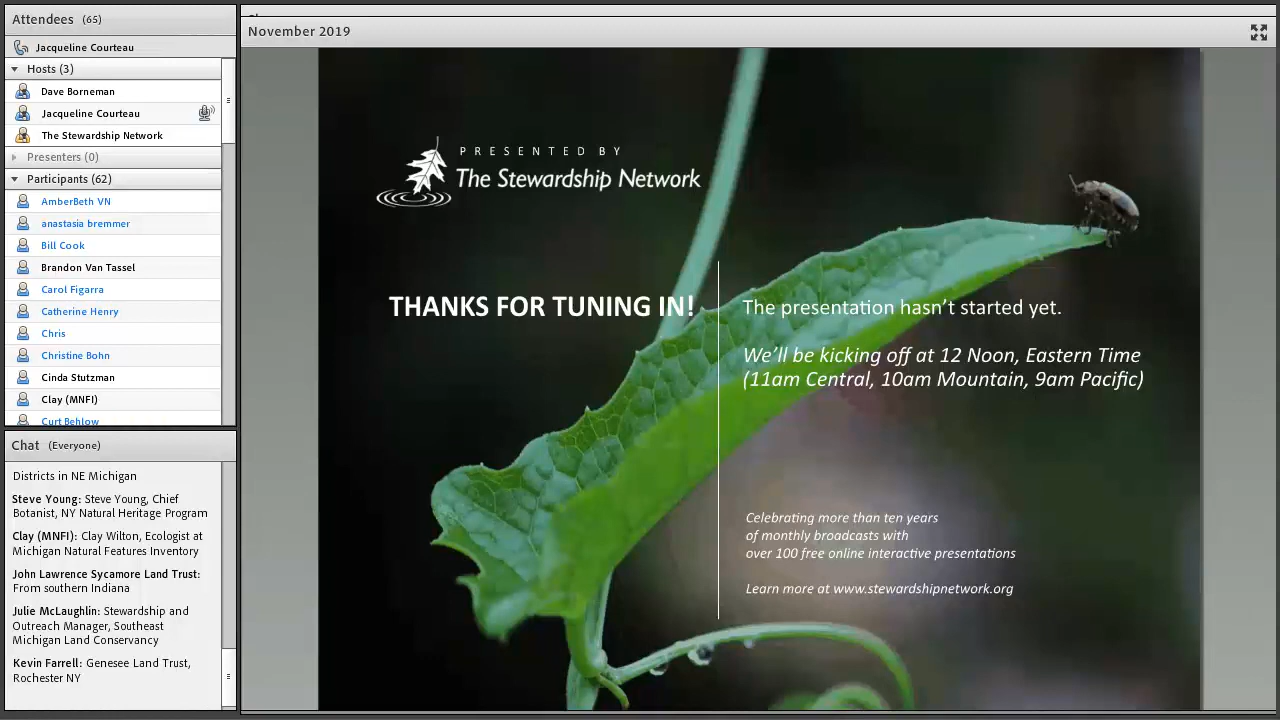 Attendees (65)
Jacqueline Courteau
Hosts (3)
Dave Borneman
Jacqueline Courteau
The Stewardship Network
Presenters (0)
Participants (62)
AmberBeth VN
anastasia bremmer
Bill Cook
Brandon Van Tassel
Carol Figarra
Catherine Henry
Chris
Christine Bohn
Cinda Stutzman
Clay (MNFI)
Curt Behlow
Chat (Everyone)
Districts in NE Michigan
Steve Young: Steve Young, Chief
Botanist, NY Natural Heritage Program
Clay (MNFI): Clay Wilton, Ecologist at
Michigan Natural Features Inventory
John Lawrence Sycamore Land Trust:
From southern Indiana
Julie McLaughlin: Stewardship and
Outreach Manager, Southeast
Michigan Land Conservancy
Kevin Farrell: Genesee Land Trust,
Rochester NY
November 2019
PRESENTED BY
The Stewardship Network
THANKS FOR TUNING IN!
The presentation hasn't started yet.
We'll be kicking off at 12 Noon, Eastern Time
(11am Central, 10am Mountain, 9am Pacific)
Celebrating more than ten years
of monthly broadcasts with
over 100 free online interactive presentations
Learn more at www.stewardshipnetwork.org